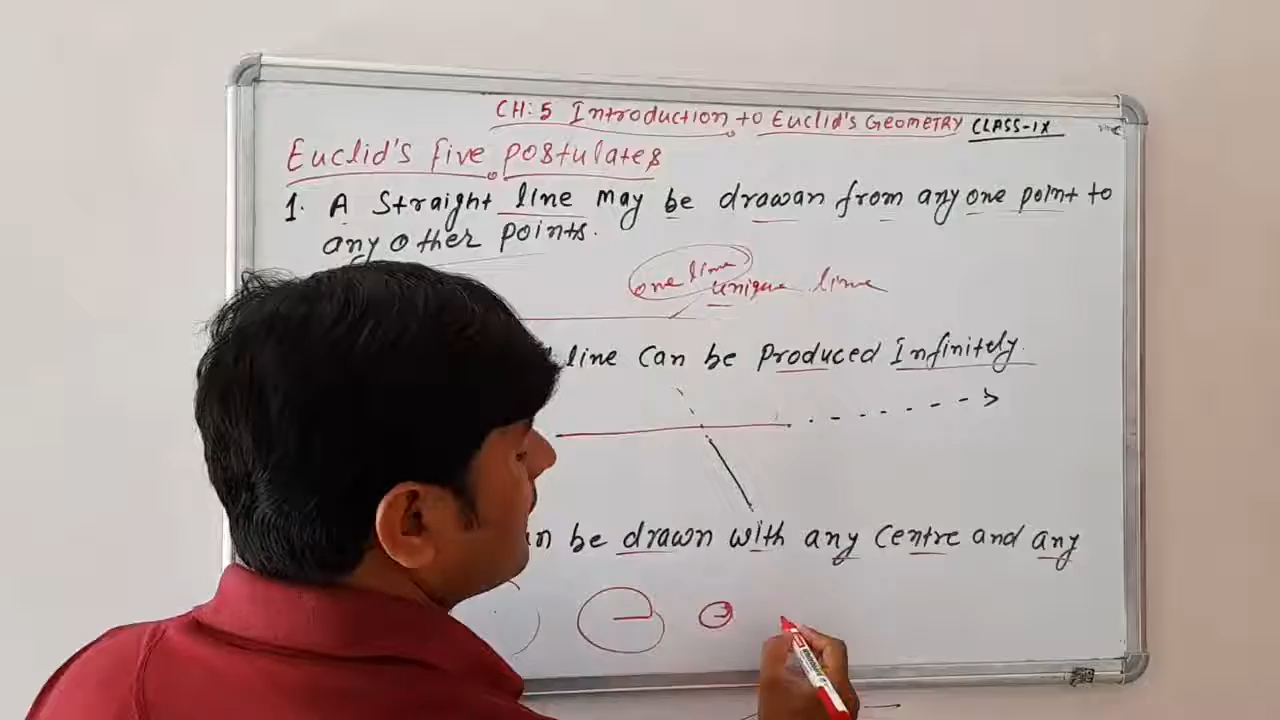 CH: 5 Introduction to Euclid's GEOMETRY CLASS-IX
Euclid's five postulates
1. A straight line may be drawan from any one point to
any other points.
one line
unique line
line can be produced Infinitely.
be drawn with any centre and any